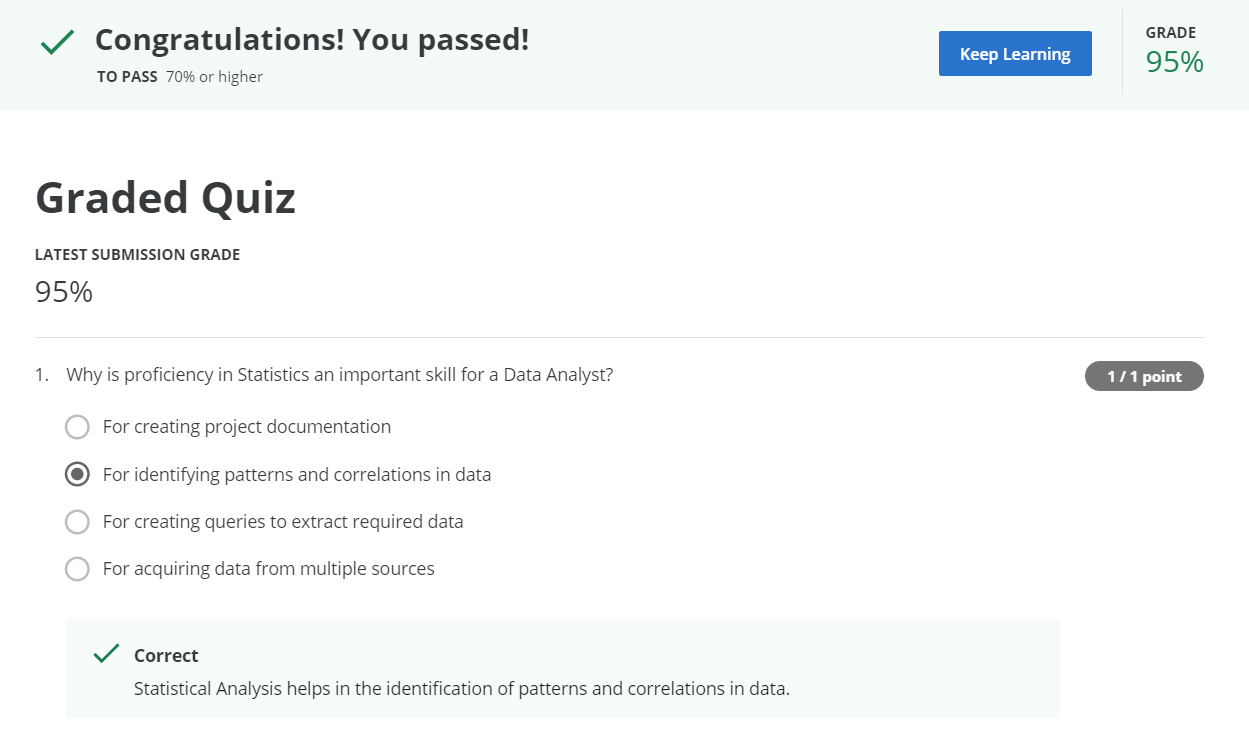 Congratulations! You passed!
TO PASS 70% or higher
Keep Learning
GRADE
95%
Graded Quiz
LATEST SUBMISSION GRADE
95%
1. Why is proficiency in Statistics an important skill for a Data Analyst?
1 / 1 point
For creating project documentation
For identifying patterns and correlations in data
For creating queries to extract required data
For acquiring data from multiple sources
Correct
Statistical Analysis helps in the identification of patterns and correlations in data.